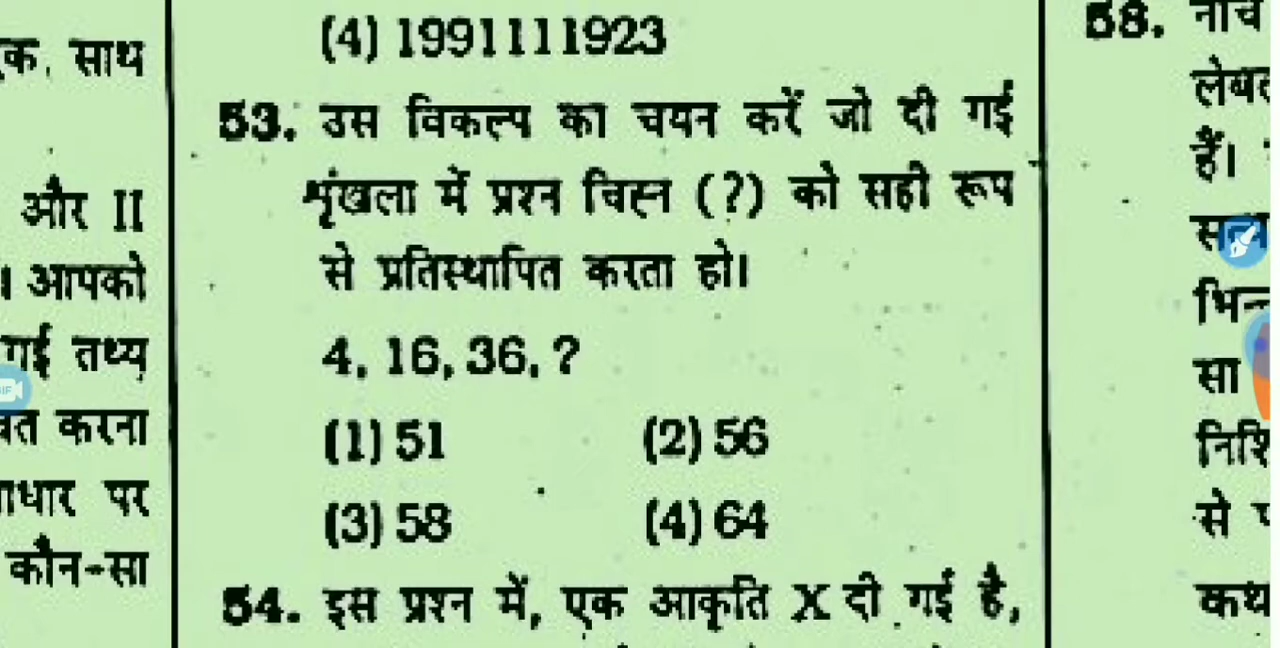 साथ
और II
। आपको
गई तथ्य
करना
पर
कौन-सा
(4) 1991111923
53. उस विकल्प का चयन करें जो दी गई
शृंखला में प्रश्न चिह्न (?) को सही रूप
से प्रतिस्थापित करता हो।
4, 16, 36, ?
(1) 51 (2) 56
(3) 58 (4) 64
54. इस प्रश्न में, एक आकृति X दी गई है,
58.
हैं।
सा
से